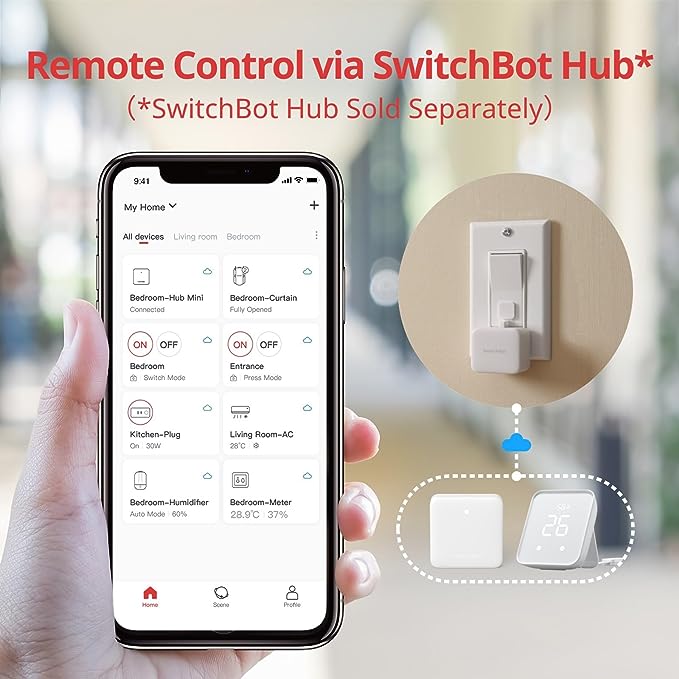 Remote Control via SwitchBot Hub*
(*SwitchBot Hub Sold Separately)
9:41
My Home
All devices Living room Bedroom
Bedroom-Hub Mini
Connected
Bedroom-Curtain
Fully Opened
ON OFF
Bedroom
Switch Mode
ON OFF
Entrance
Press Mode
Kitchen-Plug
On 30W
Living Room-AC
28℃
Bedroom-Humidifier
Auto Mode 60%
Bedroom-Meter
28.9℃ 37%
Home Scene Profile
26